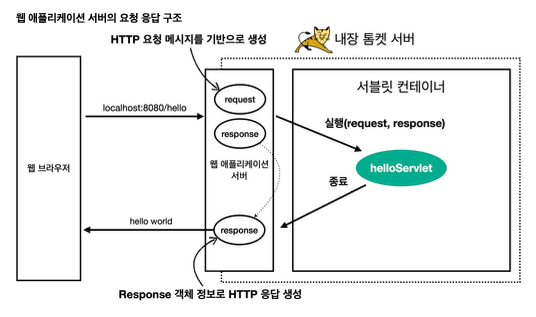 웹 애플리케이션 서버의 요청 응답 구조
HTTP 요청 메시지를 기반으로 생성
내장 톰켓 서버
서블릿 컨테이너
request
localhost:8080/hello
실행(request, response)
response
웹 브라우저
웹 애플리케이션
서버
helloServlet
종료
hello world
response
Response 객체 정보로 HTTP 응답 생성